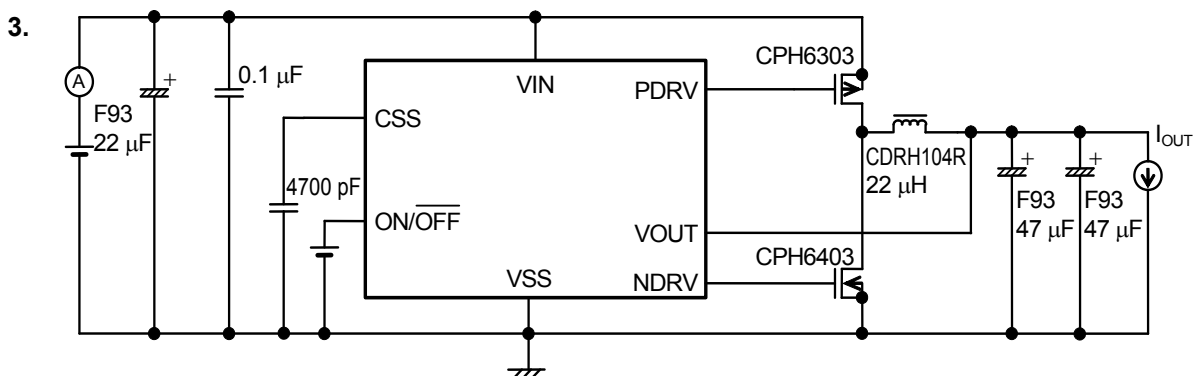 3.
A
F93
22 μF
+
0.1 μF
4700 pF
CSS
ON/OFF
VIN
VSS
PDRV
VOUT
NDRV
CPH6303
CPH6403
CDRH104R
22 μH
+
F93
47 μF
+
F93
47 μF
IOUT